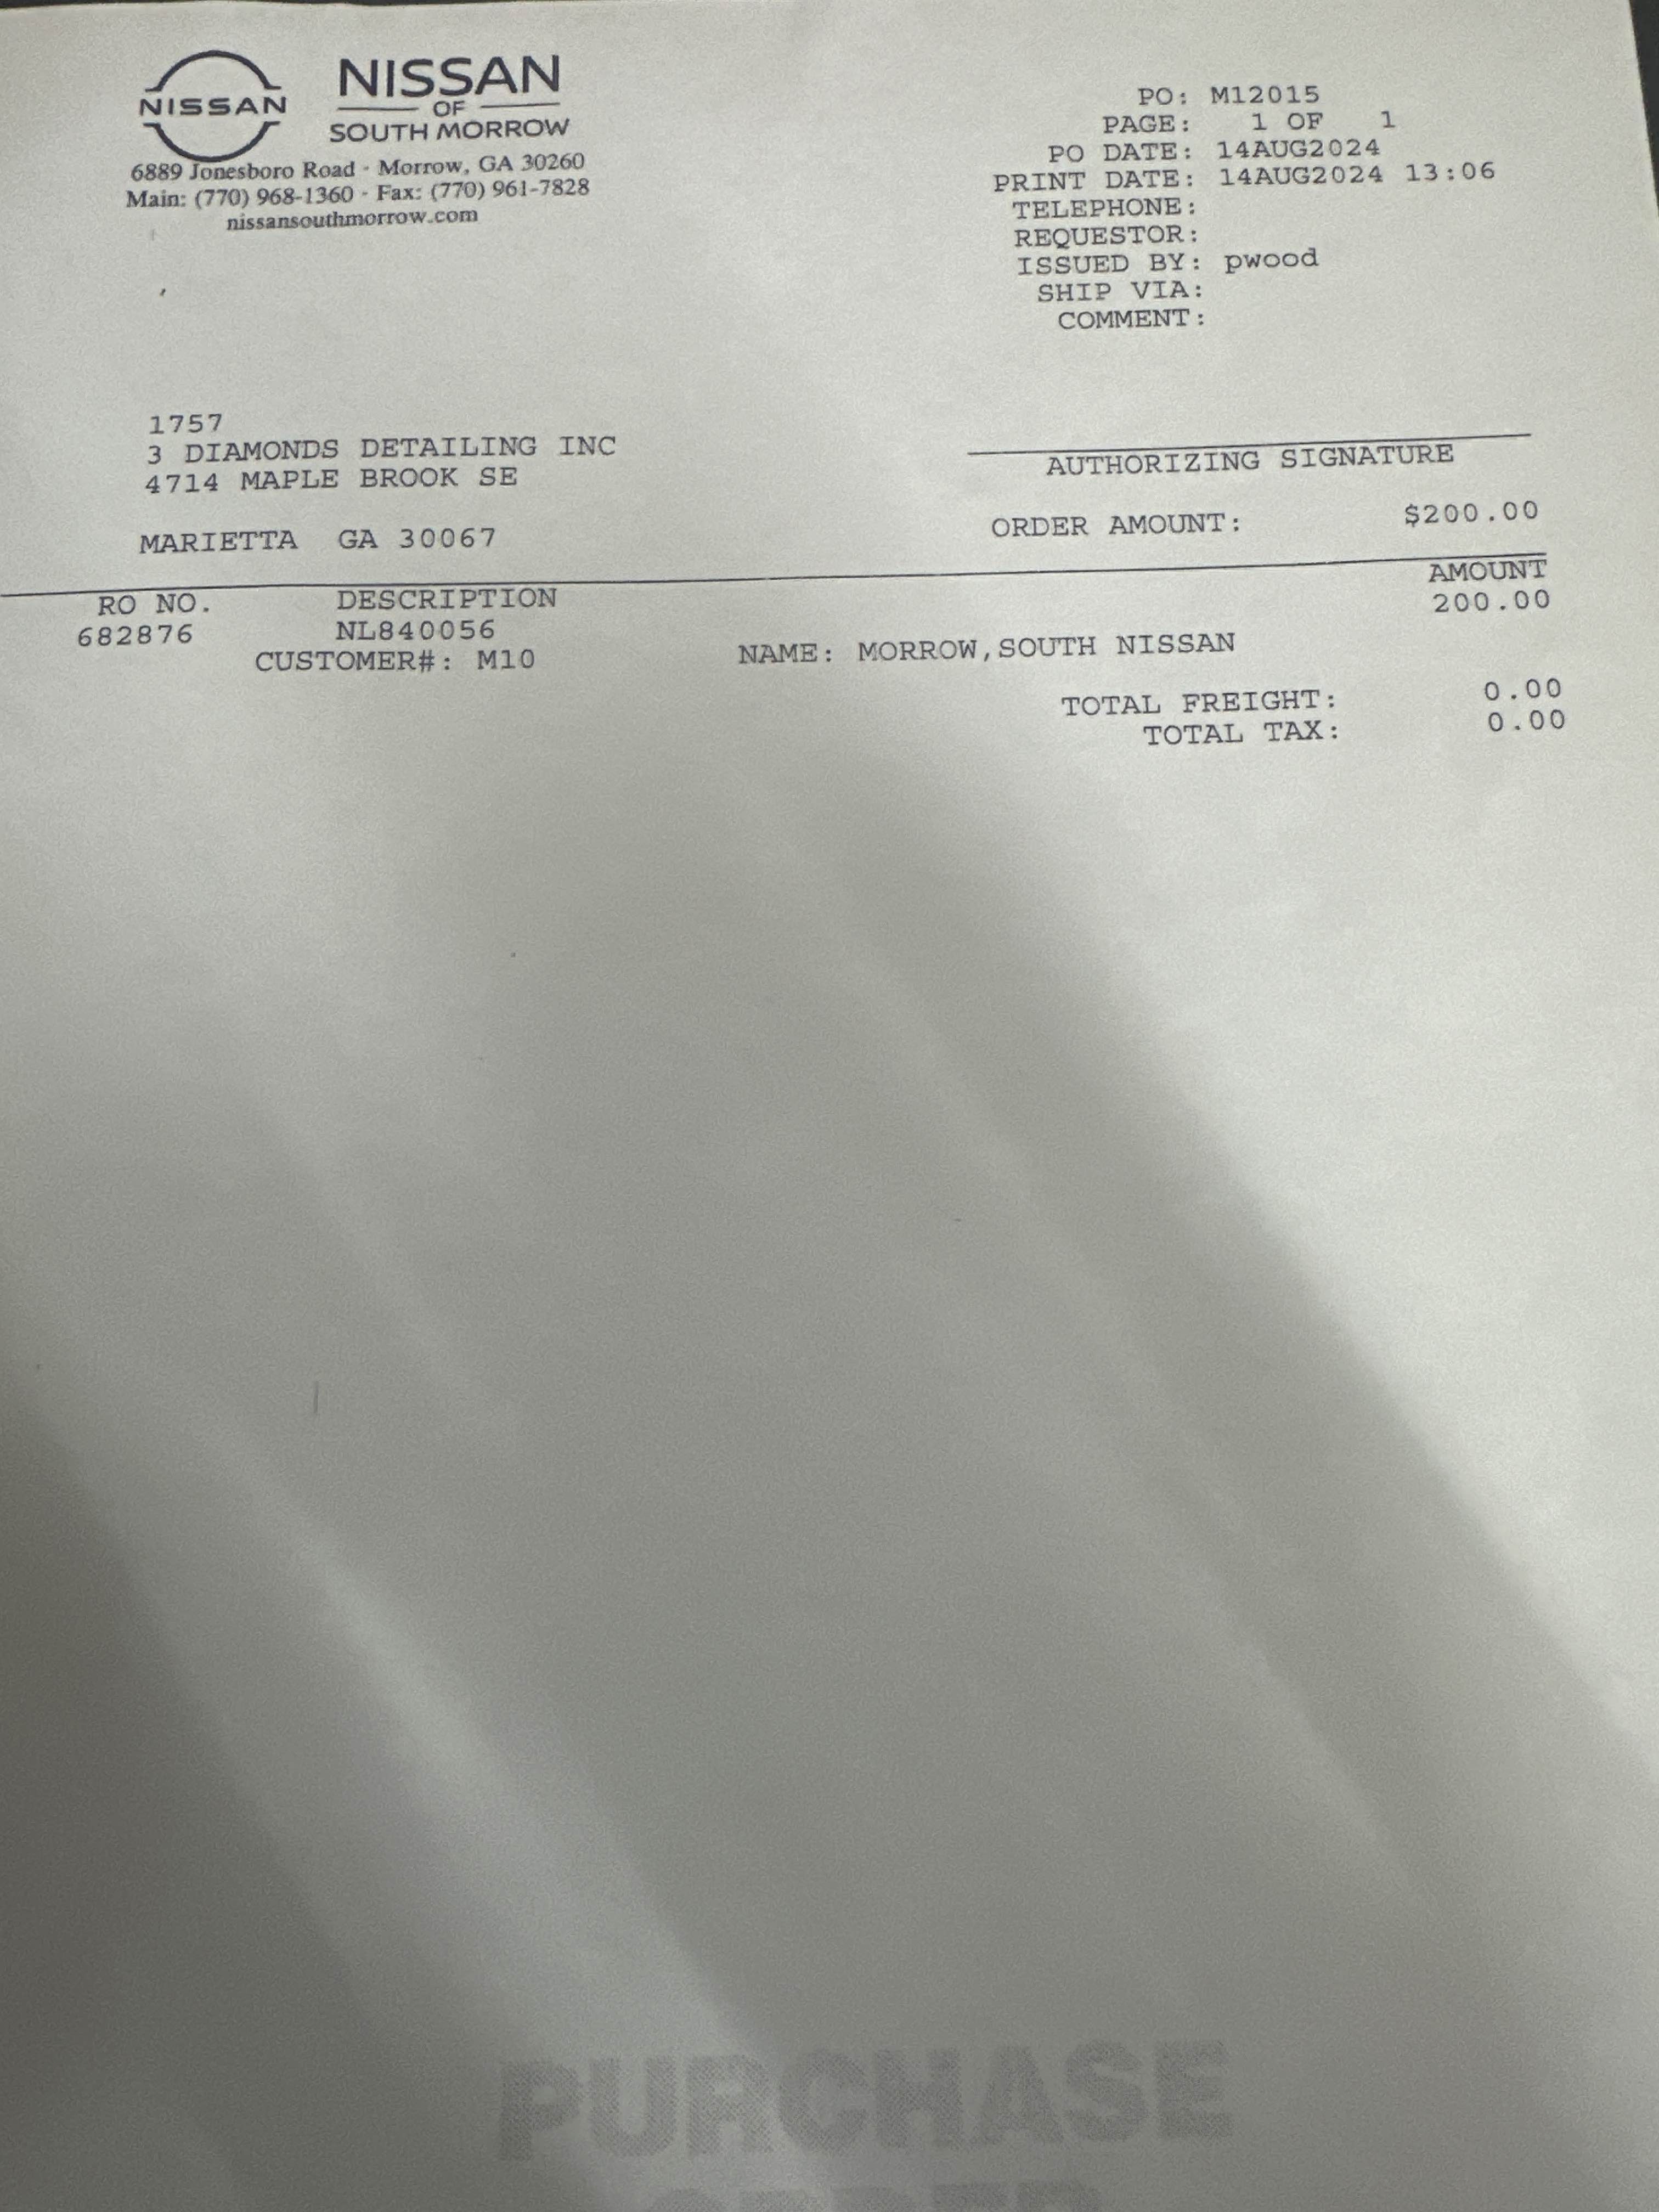 NISSAN
NISSAN
OF
SOUTH MORROW
6889 Jonesboro Road - Morrow, GA 30260
Main: (770) 968-1360 - Fax: (770) 961-7828
nissansouthmorrow.com
PO: M12015
PAGE: 1 OF 1
PO DATE: 14AUG2024
PRINT DATE: 14AUG2024 13:06
TELEPHONE:
REQUESTOR:
ISSUED BY: pwood
SHIP VIA:
COMMENT:
1757
3 DIAMONDS DETAILING INC
4714 MAPLE BROOK SE
MARIETTA GA 30067
AUTHORIZING SIGNATURE
ORDER AMOUNT: $200.00
RO NO. DESCRIPTION AMOUNT
682876 NL840056 200.00
CUSTOMER#: M10 NAME: MORROW,SOUTH NISSAN
TOTAL FREIGHT: 0.00
TOTAL TAX: 0.00
PURCHASE
ORDER